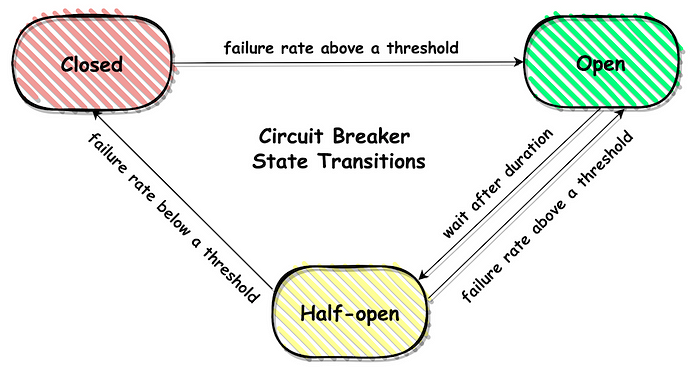 failure rate above a threshold
Closed
Open
Circuit Breaker
State Transitions
wait after duration
failure rate below a threshold
failure rate above a threshold
Half-open